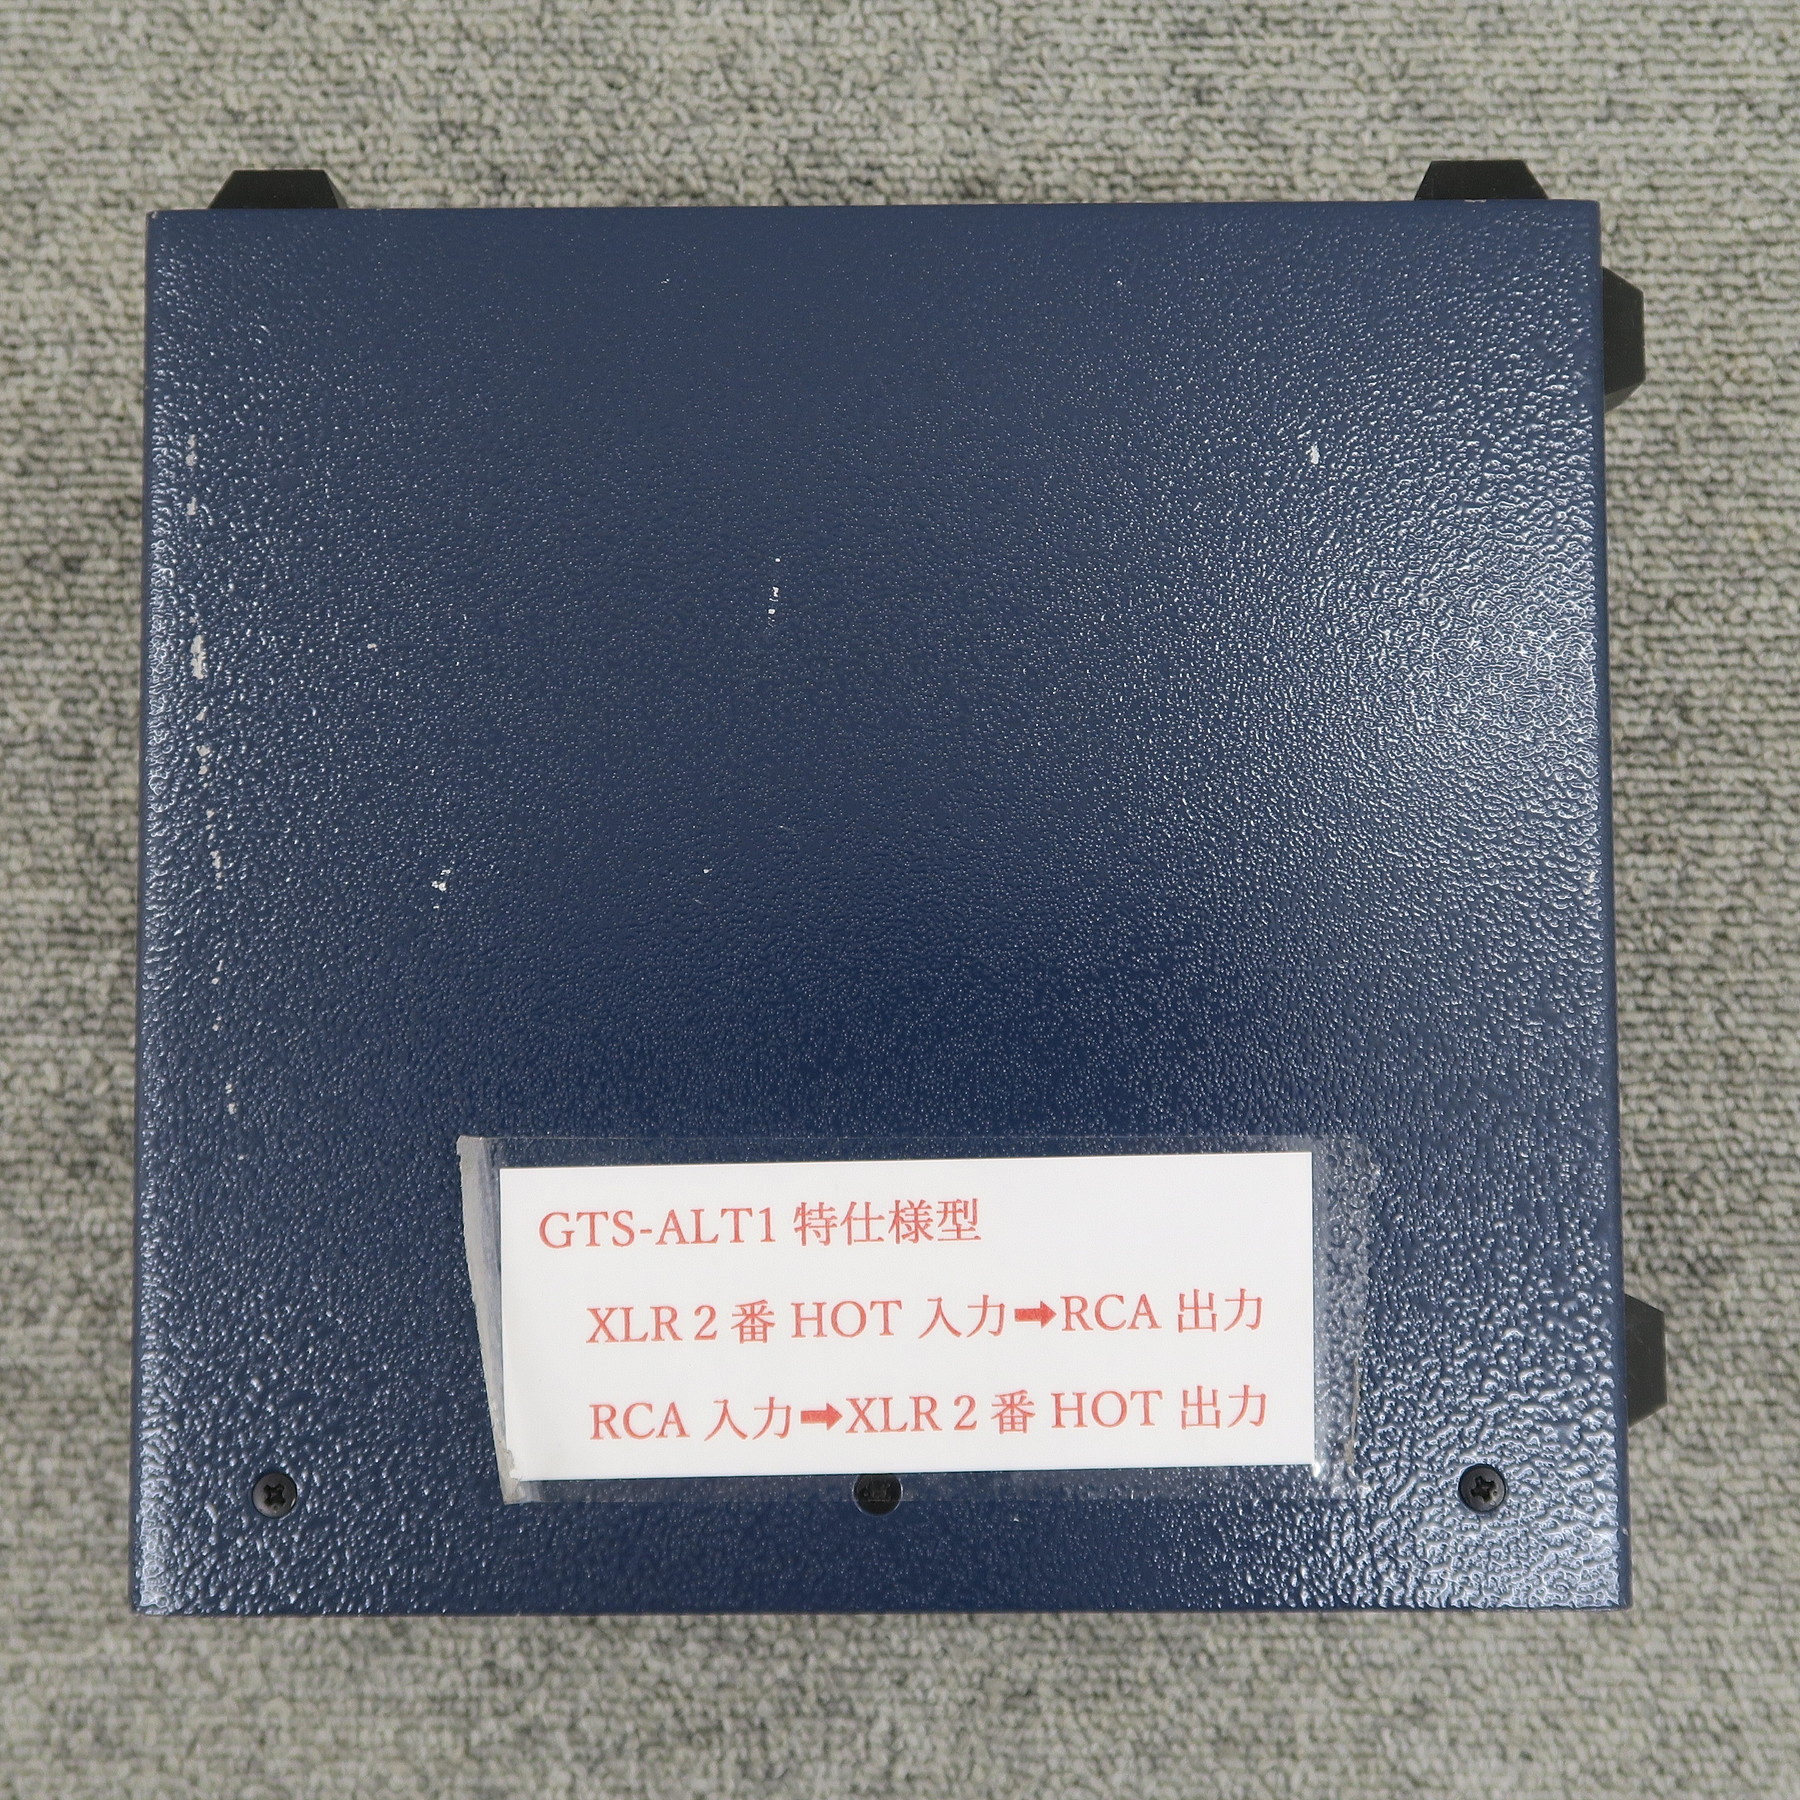 GTS-ALT1 特仕様型
XLR 2 番 HOT 入力➡RCA 出力
RCA 入力➡XLR 2 番 HOT 出力